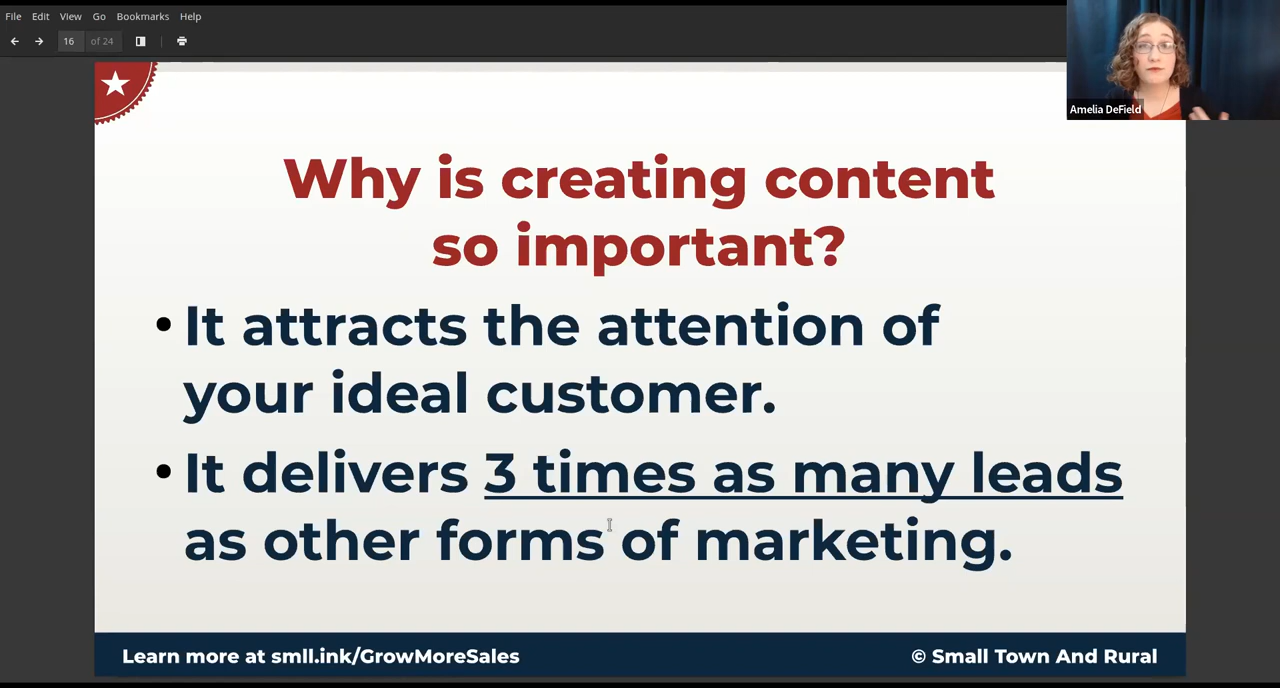 File Edit View Go Bookmarks Help
16 of 24
Amelia DeField
Why is creating content
so important?
• It attracts the attention of
your ideal customer.
• It delivers 3 times as many leads
as other forms of marketing.
Learn more at smll.ink/GrowMoreSales
© Small Town And Rural